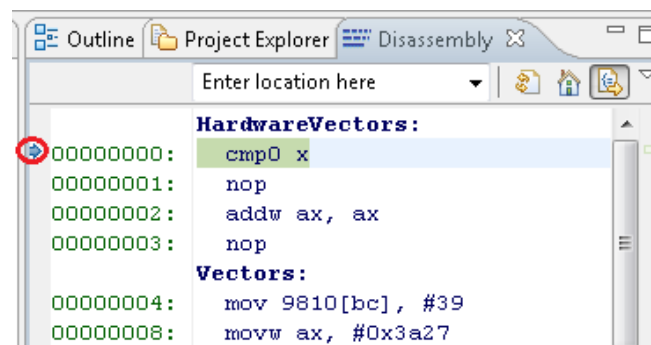 Outline Project Explorer Disassembly
Enter location here
HardwareVectors:
00000000: cmp0 x
00000001: nop
00000002: addw ax, ax
00000003: nop
Vectors:
00000004: mov 9810[bc], #39
00000008: movw ax, #0x3a27